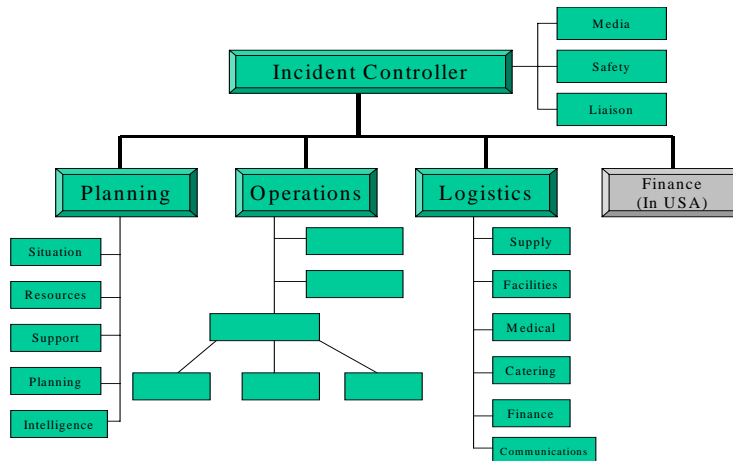 Media
Incident Controller
Safety
Liaison
Planning
Operations
Logistics
Finance
(In USA)
Situation
Resources
Support
Planning
Intelligence
Supply
Facilities
Medical
Catering
Finance
Communications